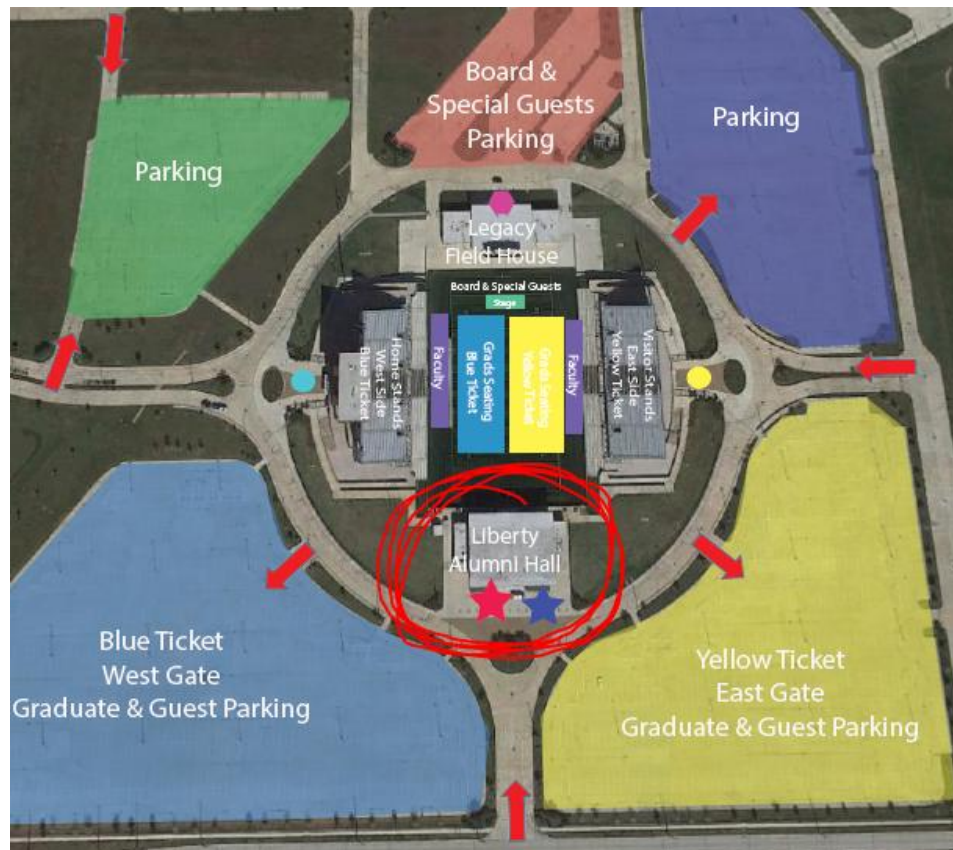 Board &
Special Guests
Parking
Parking
Parking
Legacy
Field House
Board & Special Guests
Stage
Home Stands
West Side
Blue Ticket
Faculty
Grads Seating
Blue Ticket
Grads Seating
Yellow Ticket
Faculty
Visitor Stands
East Side
Yellow Ticket
Liberty
Alumni Hall
Blue Ticket
West Gate
Graduate & Guest Parking
Yellow Ticket
East Gate
Graduate & Guest Parking